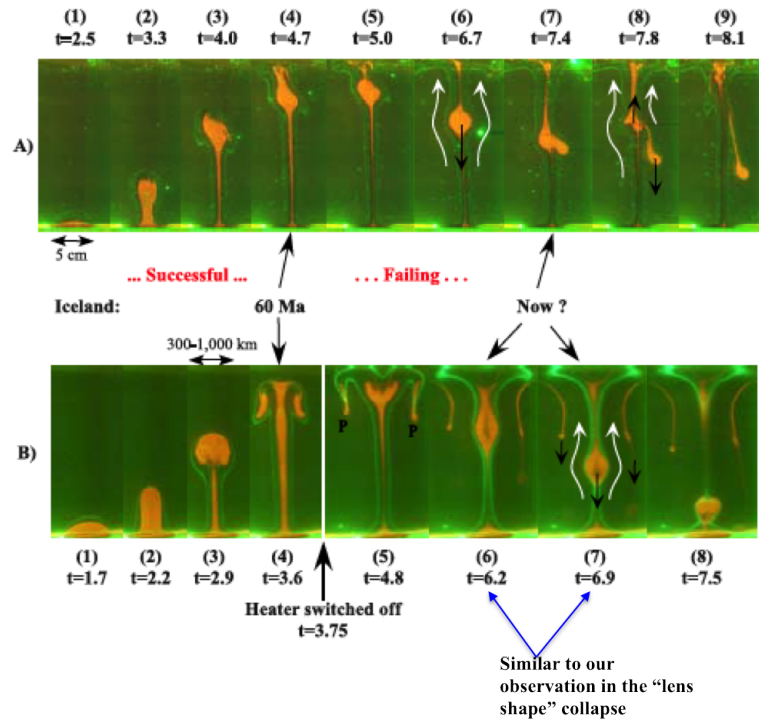 (1) (2) (3) (4) (5) (6) (7) (8) (9)
t=2.5 t=3.3 t=4.0 t=4.7 t=5.0 t=6.7 t=7.4 t=7.8 t=8.1
A)
5 cm
... Successful ... . . . Failing . . .
Iceland: 60 Ma Now ?
300-1,000 km
P P
B)
(1) (2) (3) (4) (5) (6) (7) (8)
t=1.7 t=2.2 t=2.9 t=3.6 t=4.8 t=6.2 t=6.9 t=7.5
Heater switched off
t=3.75
Similar to our
observation in the “lens
shape” collapse